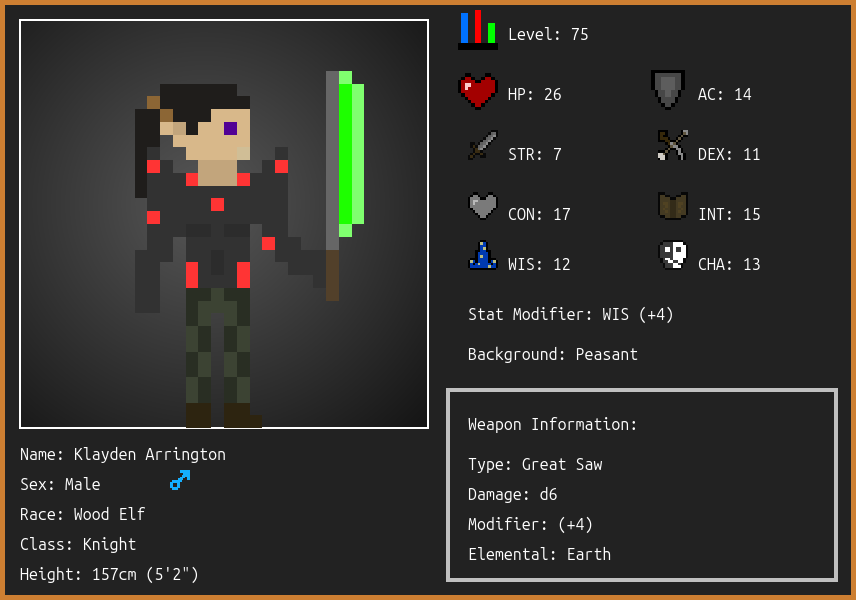 Level: 75
HP: 26
AC: 14
STR: 7
DEX: 11
CON: 17
INT: 15
WIS: 12
CHA: 13
Stat Modifier: WIS (+4)
Background: Peasant
Weapon Information:
Type: Great Saw
Damage: d6
Modifier: (+4)
Elemental: Earth
Name: Klayden Arrington
Sex: Male
Race: Wood Elf
Class: Knight
Height: 157cm (5'2")